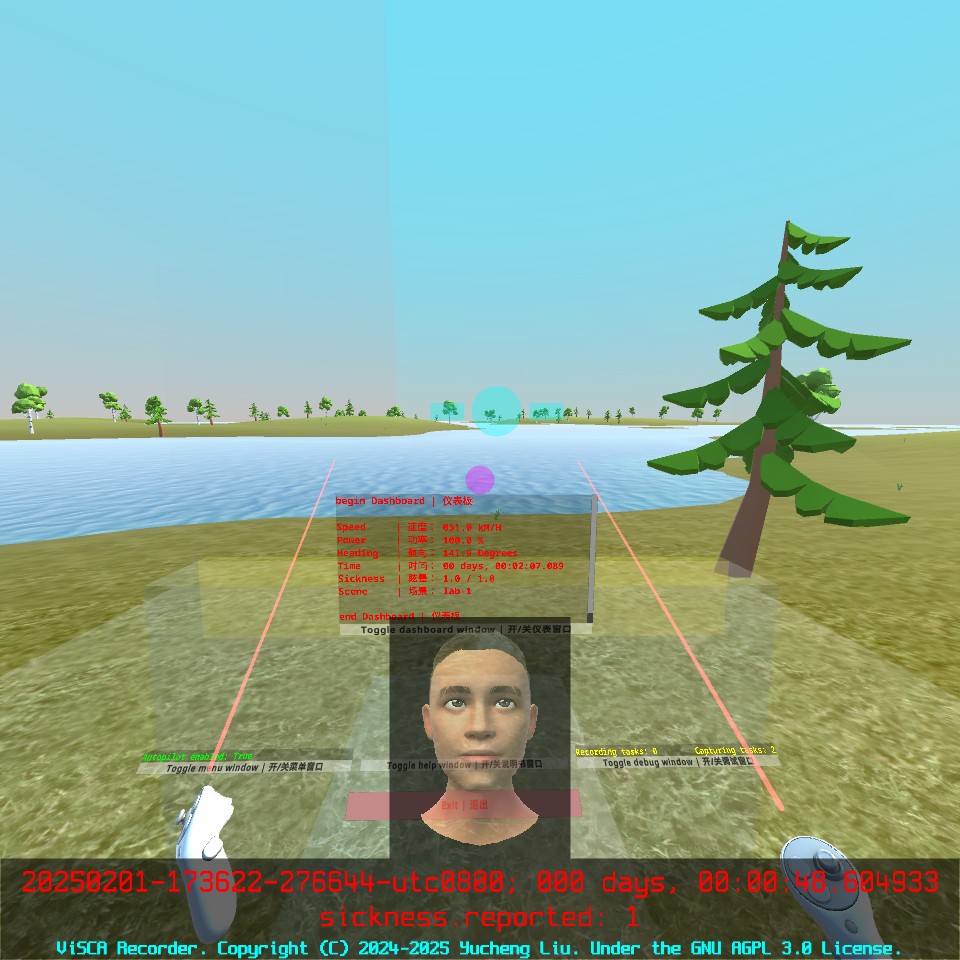 begin Dashboard | 仪表板
Speed | 速度: 051.0 kM/H
Power | 功率: 100.0 %
Heading | 航向: 141.9 Degrees
Time | 时间: 00 days, 00:02:07.089
Sickness | 眩晕: 1.0 / 1.0
Scene | 场景: lab-1
end Dashboard | 仪表板
Toggle dashboard window | 开/关仪表窗口
Autopilot enabled: True
Recording tasks: 0 Capturing tasks: 2
Toggle menu window | 开/关菜单窗口
Toggle help window | 开/关说明书窗口
Toggle debug window | 开/关调试窗口
Exit | 退出
20250201-173622-276644-utc0800; 000 days, 00:00:48.604933
sickness.reported: 1
ViSCA Recorder. Copyright (C) 2024-2025 Yucheng Liu. Under the GNU AGPL 3.0 License.